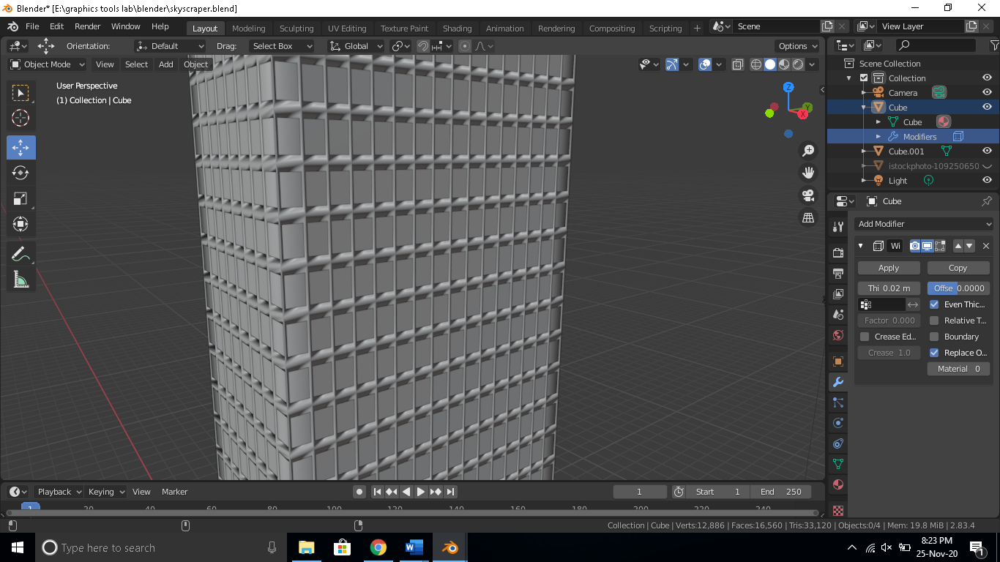 Blender* [E:\graphics tools lab\blender\skyscraper.blend]
File Edit Render Window Help Layout Modeling Sculpting UV Editing Texture Paint Shading Animation Rendering Compositing Scripting + Scene View Layer
Orientation: Default Drag: Select Box Global Options
Object Mode View Select Add Object
User Perspective
(1) Collection | Cube
Z
Y
X
Scene Collection
Collection
Camera
Cube
Cube
Modifiers
Cube.001
istockphoto-109250650
Light
Cube
Add Modifier
Wi
Apply Copy
Thi 0.02 m Offse 0.0000
Even Thic...
Factor 0.000 Relative T...
Crease Ed... Boundary
Crease 1.0 Replace O...
Material 0
Playback Keying View Marker 1 Start 1 End 250
1 20 40 60 80 100 120 140 160 180 200 220 240
Collection | Cube | Verts:12,886 | Faces:16,560 | Tris:33,120 | Objects:0/4 | Mem: 19.8 MiB | 2.83.4
Type here to search
8:23 PM
25-Nov-20
1